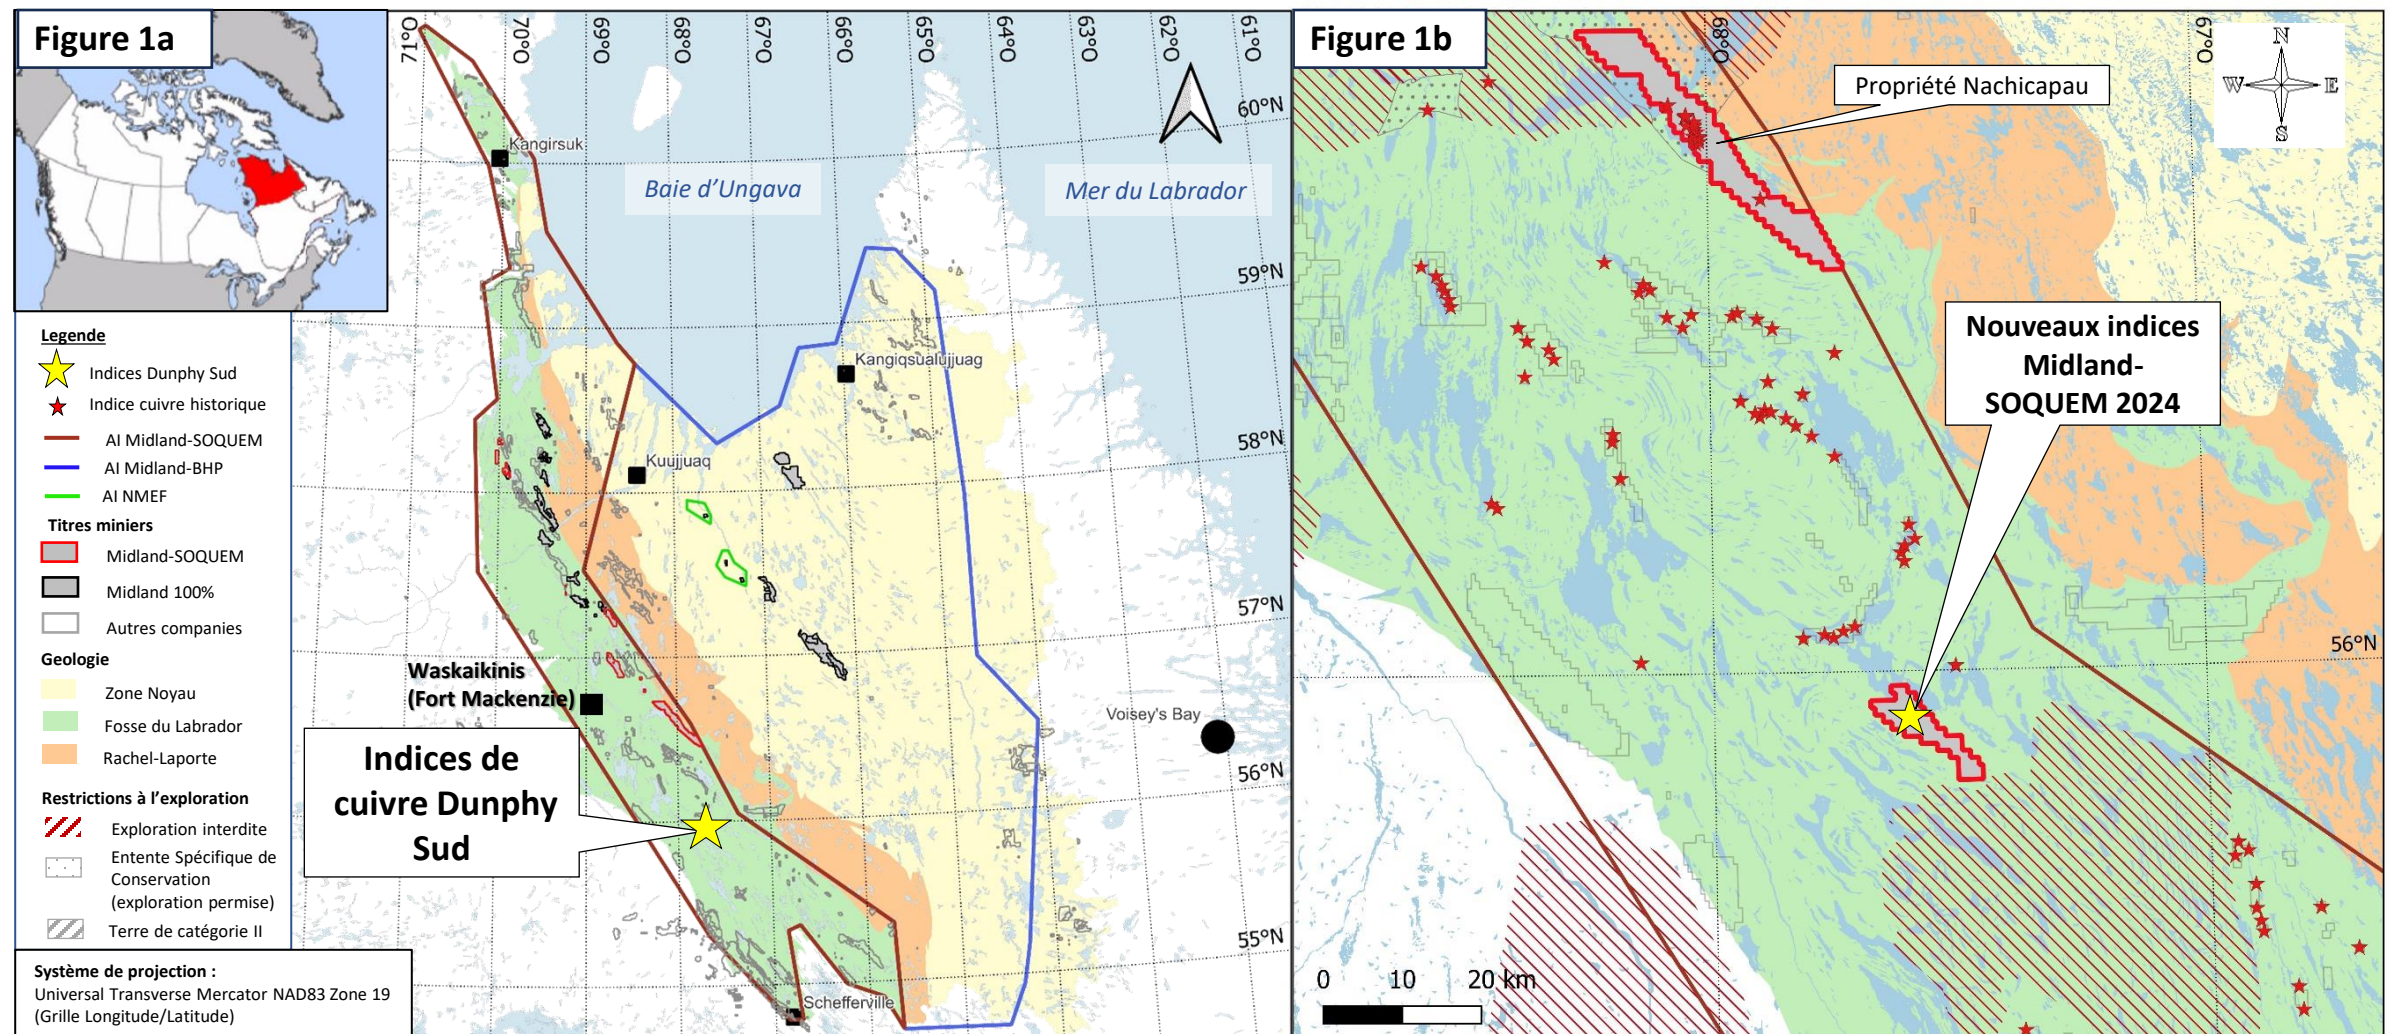 Figure 1a
71°O
70°O
69°O
68°O
67°O
66°O
65°O
64°O
63°O
62°O
61°O
60°N
59°N
58°N
57°N
56°N
55°N
Kangirsuk
Baie d'Ungava
Mer du Labrador
Kangiqsualujjuaq
Kuujjuaq
Waskaikinis
(Fort Mackenzie)
Voisey's Bay
Indices de
cuivre Dunphy
Sud
Schefferville
Legende
Indices Dunphy Sud
Indice cuivre historique
AI Midland-SOQUEM
AI Midland-BHP
AI NMEF
Titres miniers
Midland-SOQUEM
Midland 100%
Autres companies
Geologie
Zone Noyau
Fosse du Labrador
Rachel-Laporte
Restrictions à l'exploration
Exploration interdite
Entente Spécifique de
Conservation
(exploration permise)
Terre de catégorie II
Système de projection :
Universal Transverse Mercator NAD83 Zone 19
(Grille Longitude/Latitude)
Figure 1b
68°O
67°O
N
W
E
S
Propriété Nachicapau
Nouveaux indices
Midland-
SOQUEM 2024
56°N
0 10 20 km